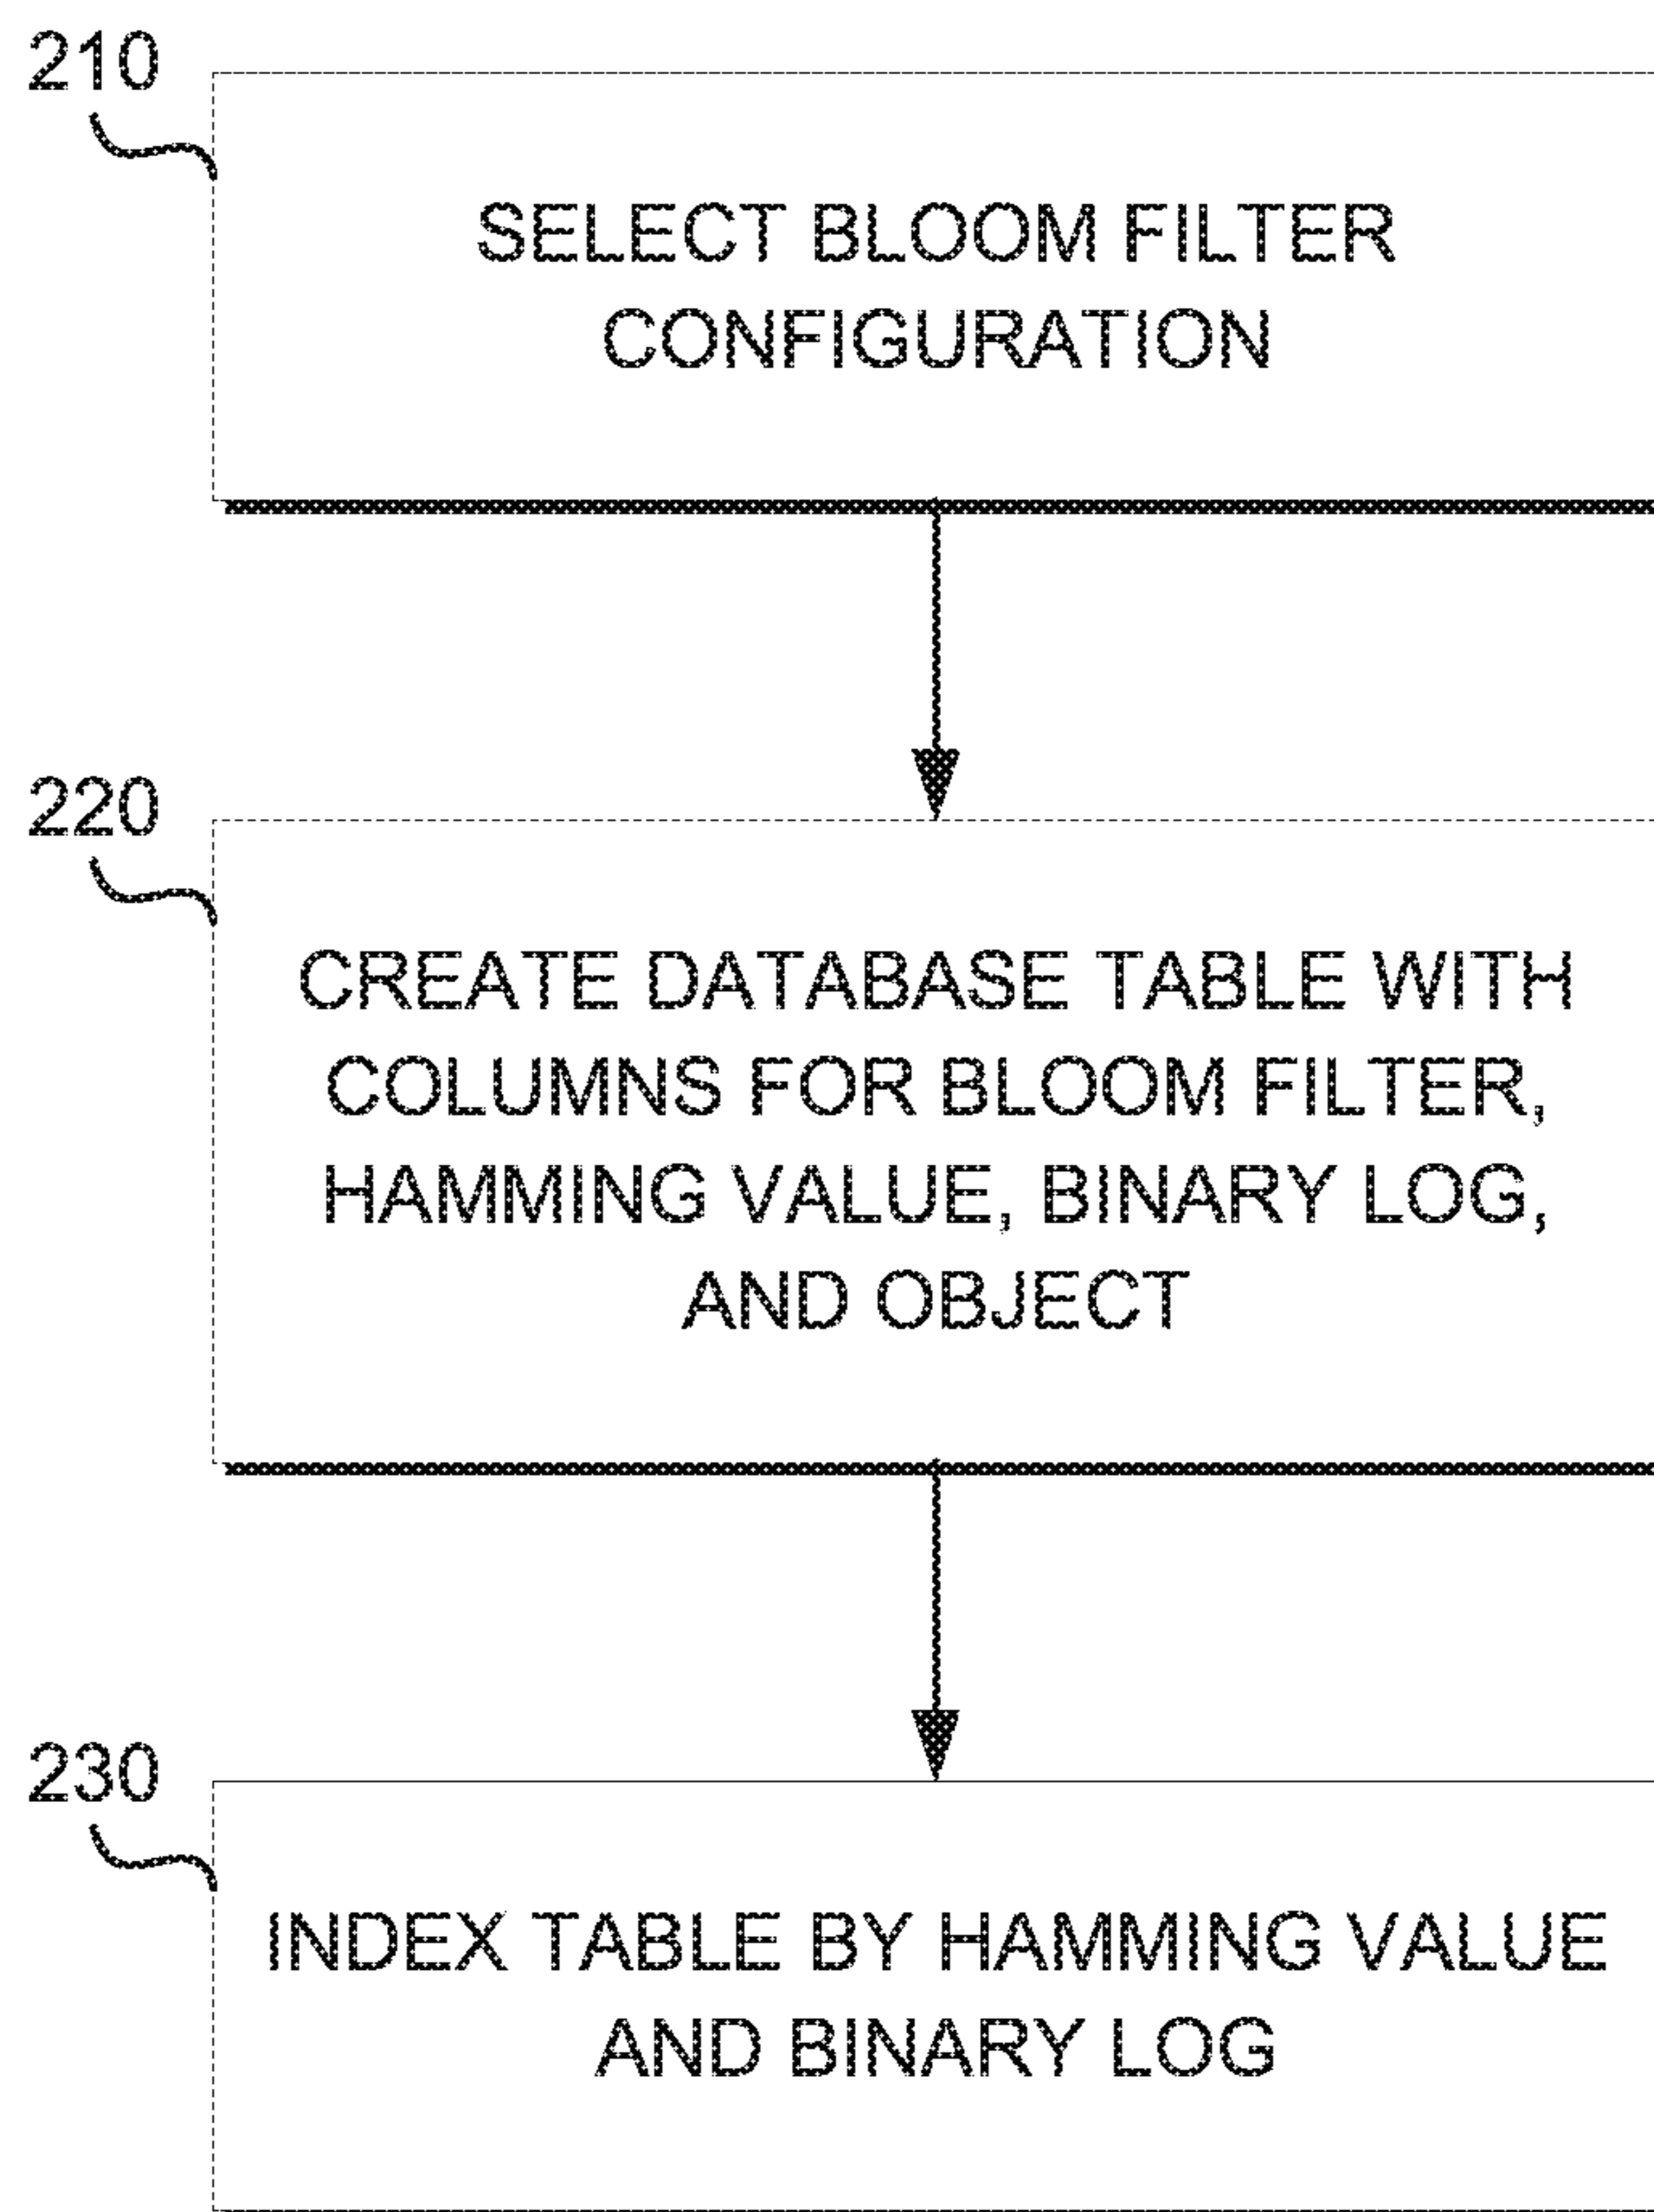 210
SELECT BLOOM FILTER
CONFIGURATION
220
CREATE DATABASE TABLE WITH
COLUMNS FOR BLOOM FILTER,
HAMMING VALUE, BINARY LOG,
AND OBJECT
230
INDEX TABLE BY HAMMING VALUE
AND BINARY LOG